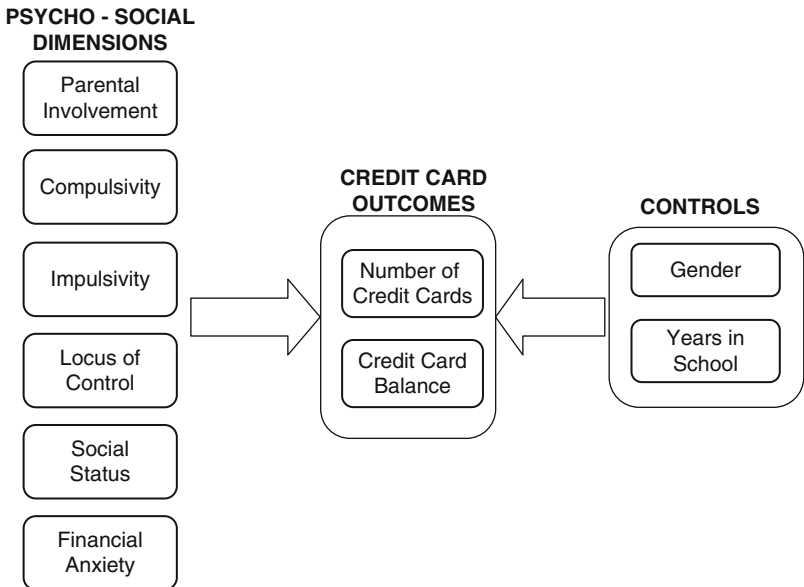 PSYCHO - SOCIAL
DIMENSIONS
Parental
Involvement
Compulsivity
Impulsivity
Locus of
Control
Social
Status
Financial
Anxiety
CREDIT CARD
OUTCOMES
Number of
Credit Cards
Credit Card
Balance
CONTROLS
Gender
Years in
School